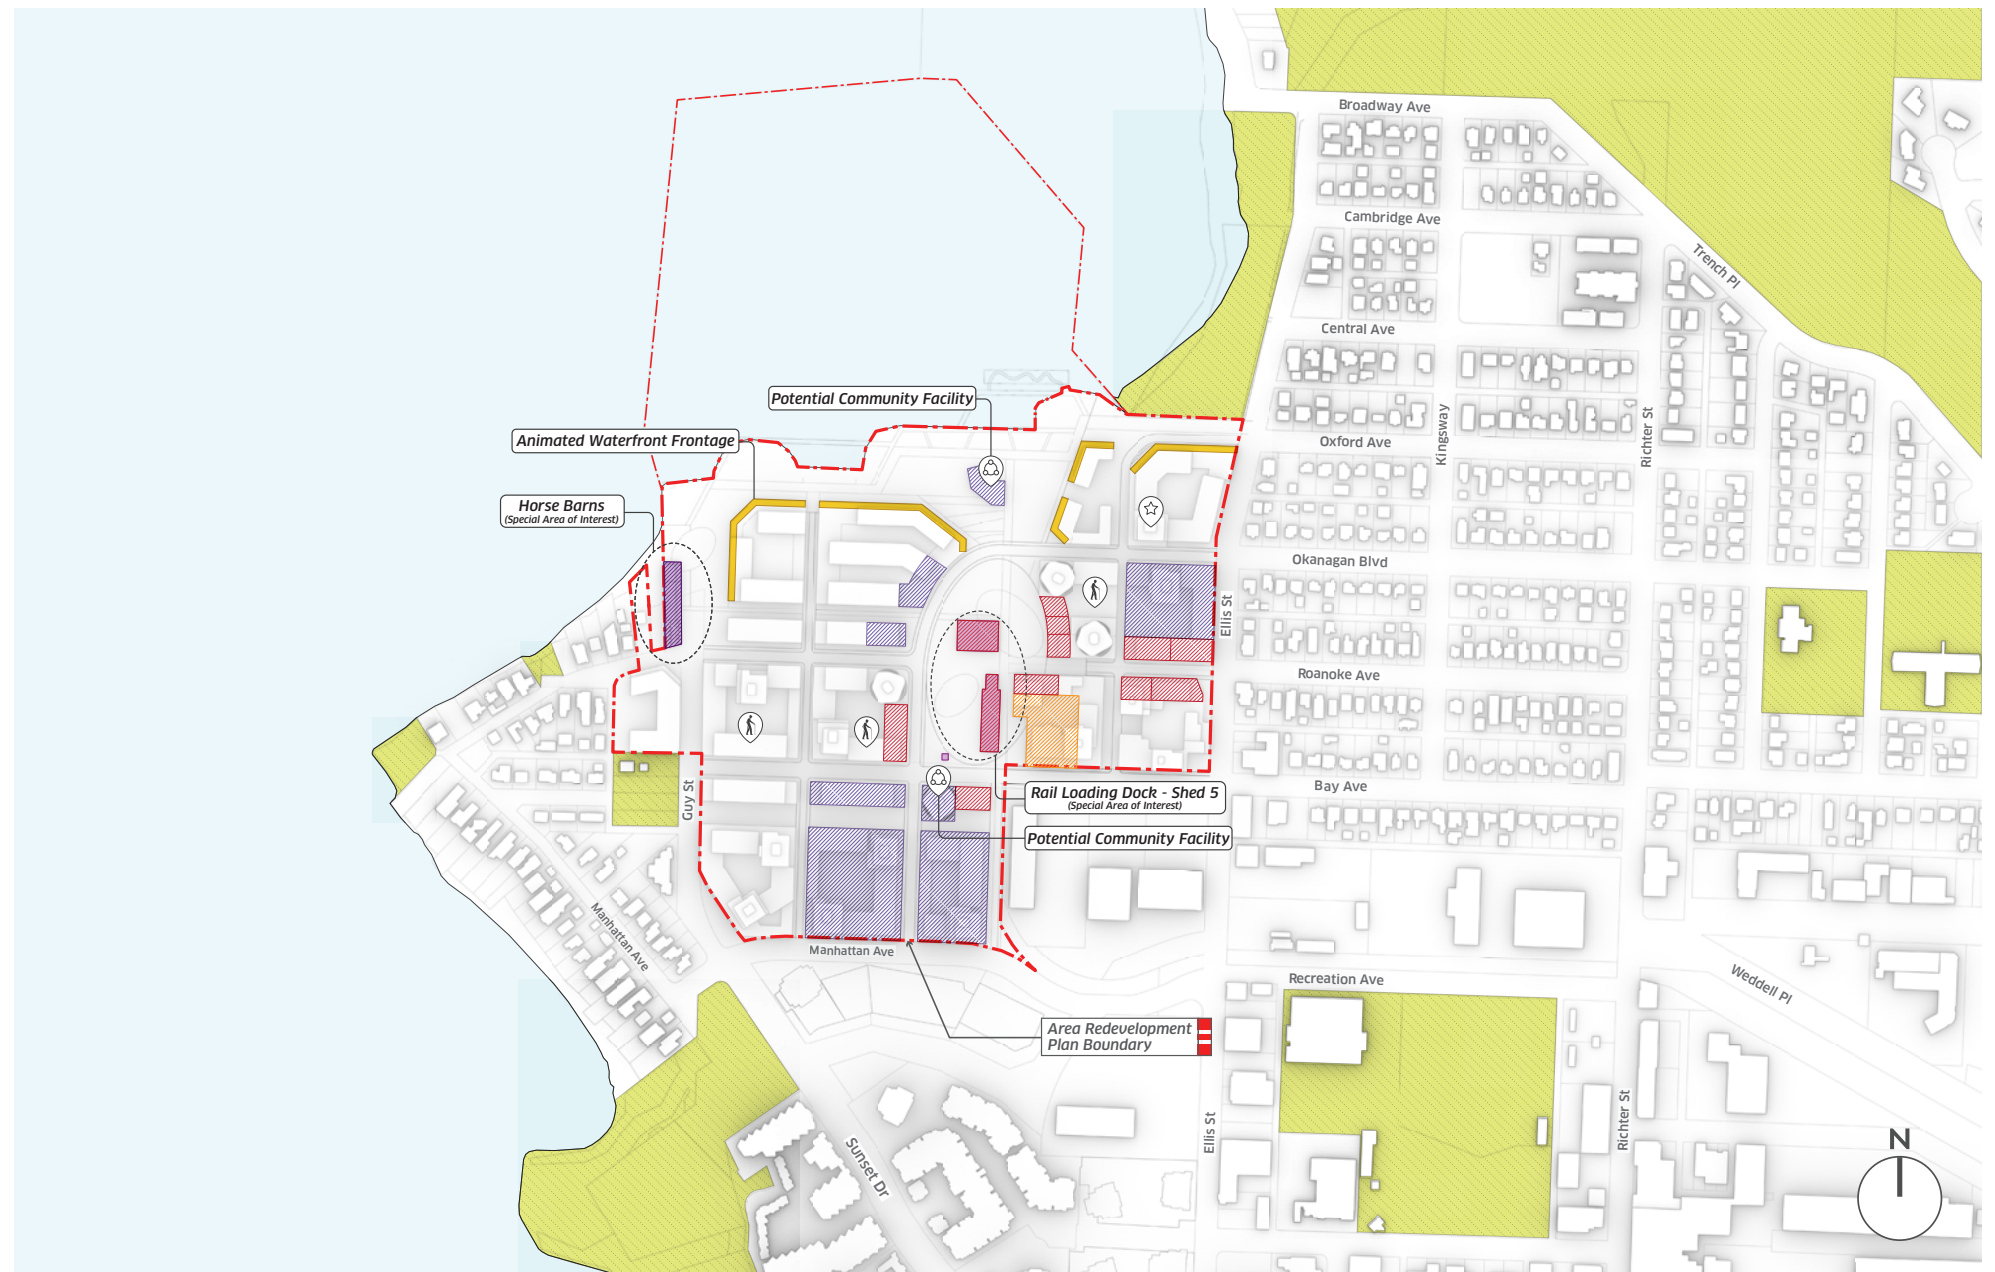 Broadway Ave
Cambridge Ave
Trench Pl
Central Ave
Potential Community Facility
Animated Waterfront Frontage
Kingsway
Richter St
Oxford Ave
Horse Barns
(Special Area of Interest)
Okanagan Blvd
Ellis St
Roanoke Ave
Guy St
Bay Ave
Rail Loading Dock - Shed 5
(Special Area of Interest)
Potential Community Facility
Manhattan Ave
Manhattan Ave
Recreation Ave
Weddell Pl
Area Redevelopment
Plan Boundary
Ellis St
Richter St
Sunset Dr
N